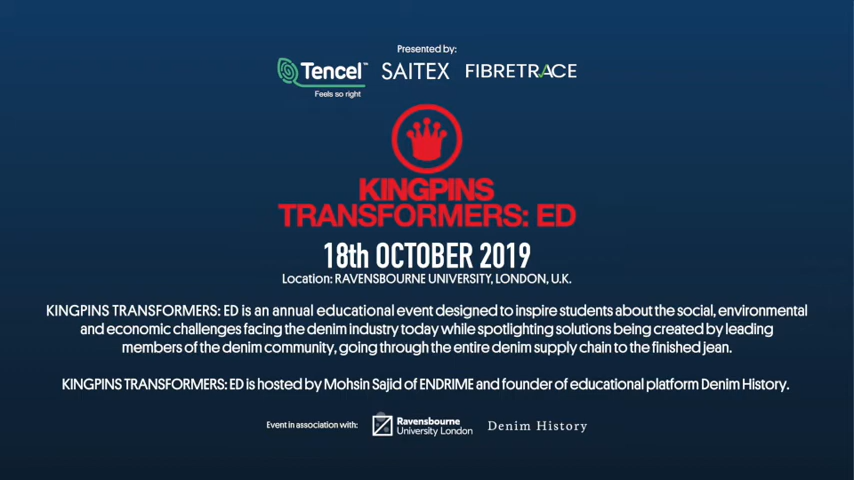 Presented by:
Tencel™ SAITEX FIBRETRACE
Feels so right
KINGPINS
TRANSFORMERS: ED
18th OCTOBER 2019
Location: RAVENSBOURNE UNIVERSITY, LONDON, U.K.
KINGPINS TRANSFORMERS: ED is an annual educational event designed to inspire students about the social, environmental
and economic challenges facing the denim industry today while spotlighting solutions being created by leading
members of the denim community, going through the entire denim supply chain to the finished jean.
KINGPINS TRANSFORMERS: ED is hosted by Mohsin Sajid of ENDRIME and founder of educational platform Denim History.
Event in association with: Ravensbourne
University London Denim History